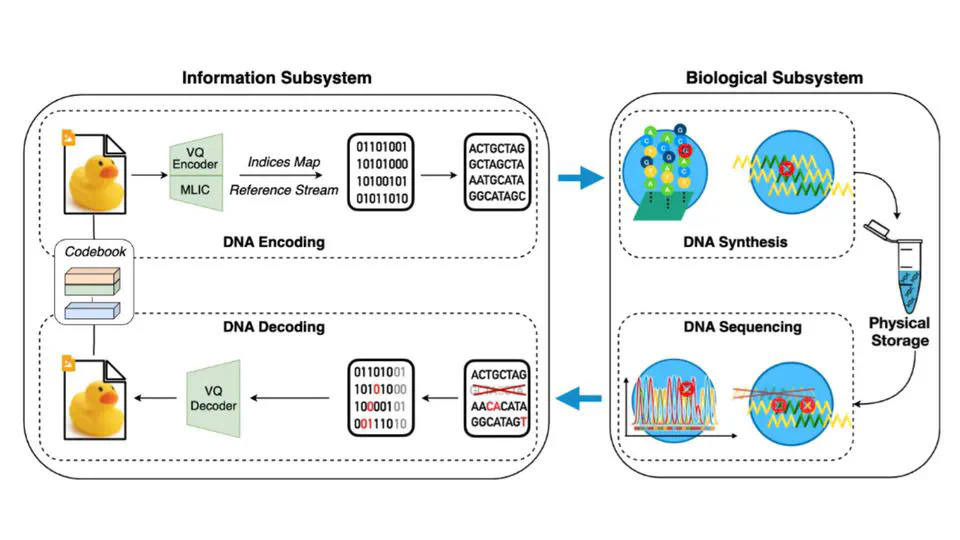 Information Subsystem
Biological Subsystem
VQ
Encoder
MLIC
Indices Map
Reference Stream
01101001
10101000
10100101
01011010
ACTGCTAG
GCTAGCTA
AATGCATA
GGCATAGC
DNA Encoding
DNA Synthesis
Codebook
Physical
Storage
DNA Decoding
DNA Sequencing
VQ
Decoder
01101001
10101000
10000101
00111010
ACTGCTAG
AACACATA
GGCATAGT